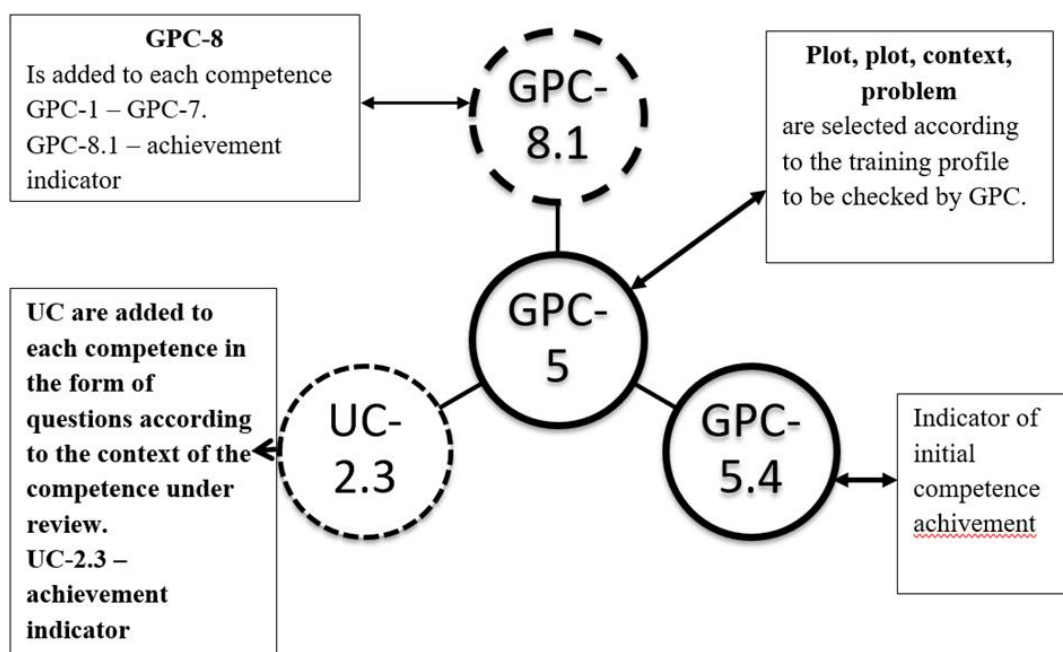 GPC-8
Is added to each competence
GPC-1 – GPC-7.
GPC-8.1 – achievement
indicator
GPC-
8.1
Plot, plot, context,
problem
are selected according
to the training profile
to be checked by GPC.
GPC-
5
UC are added to
each competence in
the form of
questions according
to the context of the
competence under
review.
UC-2.3 –
achievement
indicator
UC-
2.3
GPC-
5.4
Indicator of
initial
competence
achivement